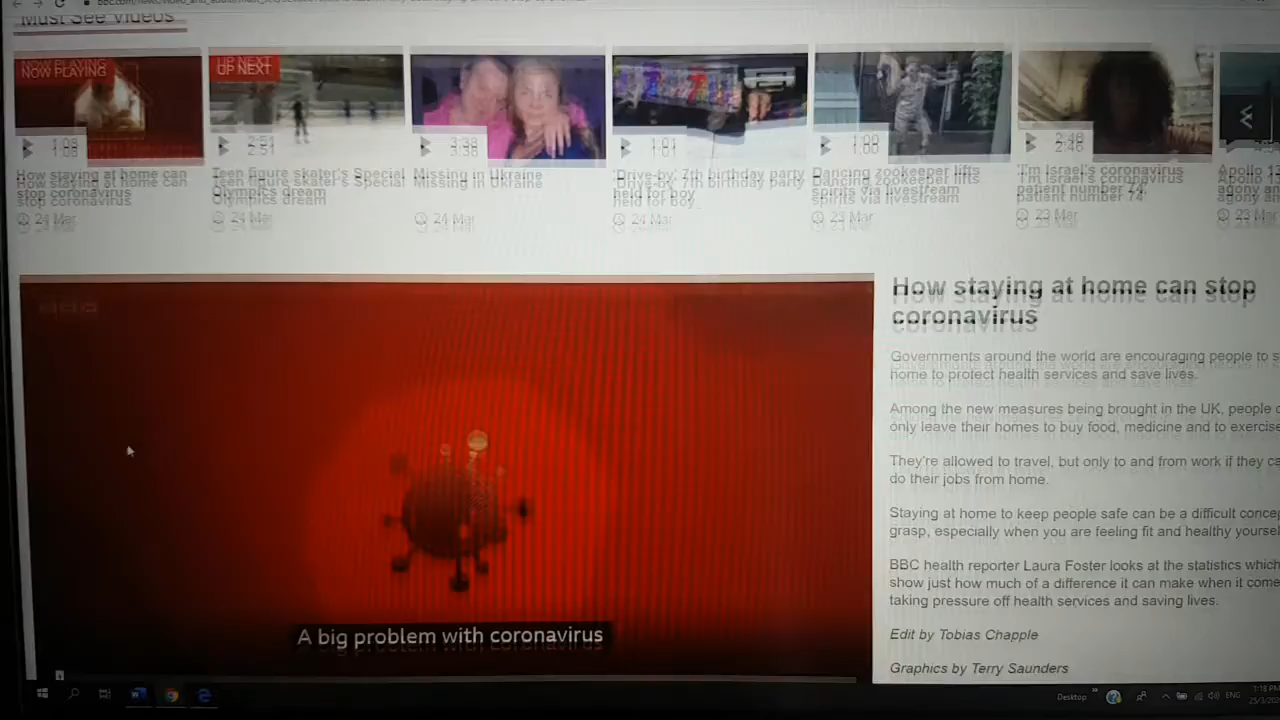 Must See Videos
NOW PLAYING
UP NEXT
1:08
2:51
3:38
1:01
1:00
2:46
How staying at home can
stop coronavirus
24 Mar
Teen figure skater's Special
Olympics dream
24 Mar
Missing in Ukraine
24 Mar
'Drive-by' 7th birthday party
held for boy
24 Mar
Dancing zookeeper lifts
spirits via livestream
23 Mar
'I'm Israel's coronavirus
patient number 74'
23 Mar
Apollo 13
agony an
23 Mar
BBC
How staying at home can stop
coronavirus
Governments around the world are encouraging people to s
home to protect health services and save lives.
Among the new measures being brought in the UK, people c
only leave their homes to buy food, medicine and to exercise
They're allowed to travel, but only to and from work if they ca
do their jobs from home.
Staying at home to keep people safe can be a difficult concep
grasp, especially when you are feeling fit and healthy yourse
BBC health reporter Laura Foster looks at the statistics which
show just how much of a difference it can make when it come
taking pressure off health services and saving lives.
Edit by Tobias Chapple
Graphics by Terry Saunders
A big problem with coronavirus
Desktop
ENG
1:18 PM